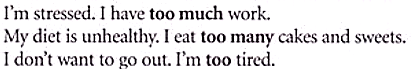 I'm stressed. I have too much work.
My diet is unhealthy. I eat too many cakes and sweets.
I don't want to go out. I'm too tired.